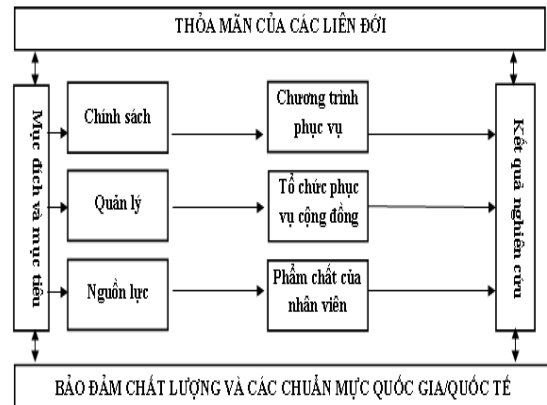 THỎA MÃN CỦA CÁC LIÊN ĐỚI
Mục đích và mục tiêu
Chính sách
Chương trình
phục vụ
Quản lý
Tổ chức phục
vụ cộng đồng
Nguồn lực
Phẩm chất của
nhân viên
Kết quả nghiên cứu
BẢO ĐẢM CHẤT LƯỢNG VÀ CÁC CHUẨN MỰC QUỐC GIA/QUỐC TẾ